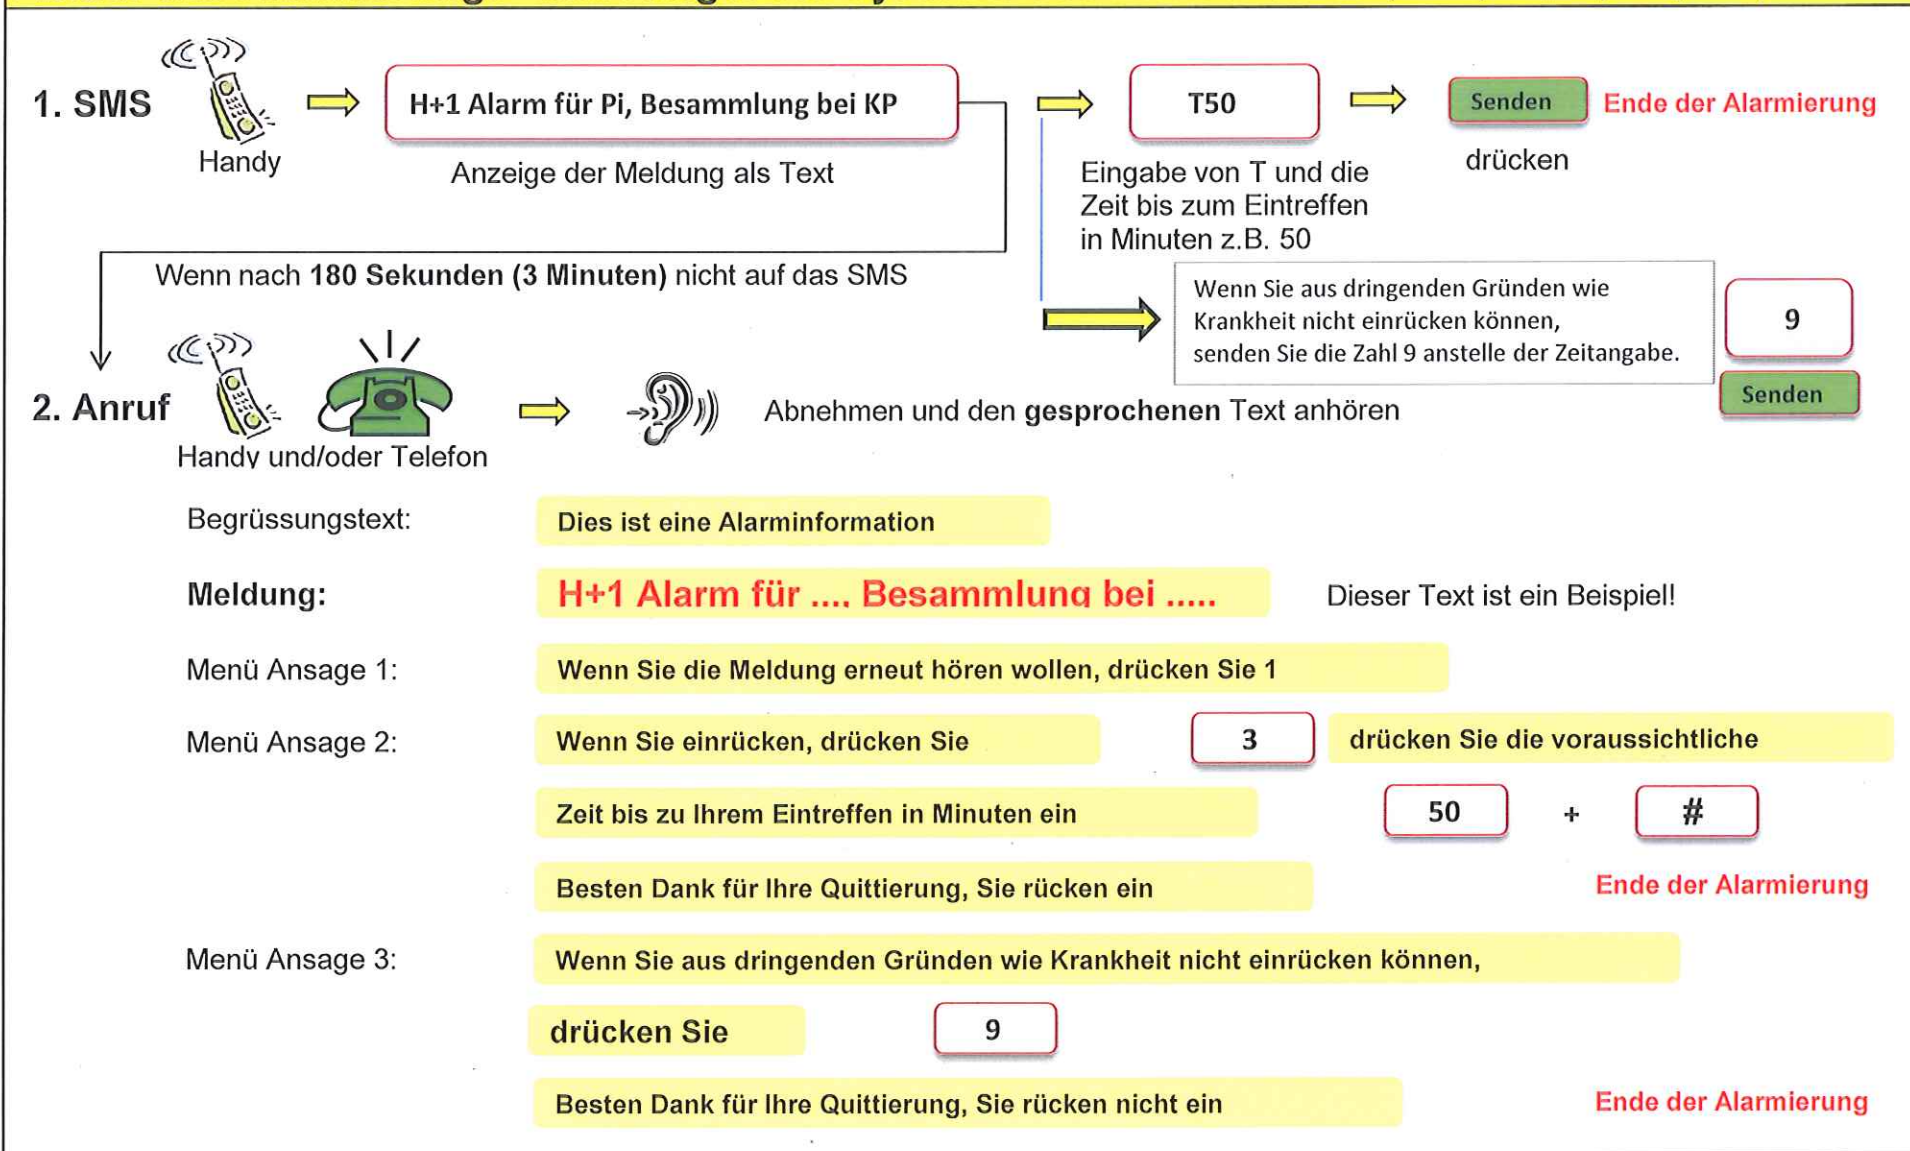 1. SMS
H+1 Alarm für Pi, Besammlung bei KP
T50
Senden
Ende der Alarmierung
Handy
Anzeige der Meldung als Text
Eingabe von T und die
Zeit bis zum Eintreffen
in Minuten z.B. 50
drücken
Wenn nach 180 Sekunden (3 Minuten) nicht auf das SMS
Wenn Sie aus dringenden Gründen wie
Krankheit nicht einrücken können,
senden Sie die Zahl 9 anstelle der Zeitangabe.
9
Senden
2. Anruf
Abnehmen und den gesprochenen Text anhören
Handy und/oder Telefon
Begrüssungstext:
Dies ist eine Alarminformation
Meldung:
H+1 Alarm für .... Besammlung bei .....
Dieser Text ist ein Beispiel!
Menü Ansage 1:
Wenn Sie die Meldung erneut hören wollen, drücken Sie 1
Menü Ansage 2:
Wenn Sie einrücken, drücken Sie
3
drücken Sie die voraussichtliche
Zeit bis zu Ihrem Eintreffen in Minuten ein
50 + #
Besten Dank für Ihre Quittierung, Sie rücken ein
Ende der Alarmierung
Menü Ansage 3:
Wenn Sie aus dringenden Gründen wie Krankheit nicht einrücken können,
drücken Sie
9
Besten Dank für Ihre Quittierung, Sie rücken nicht ein
Ende der Alarmierung